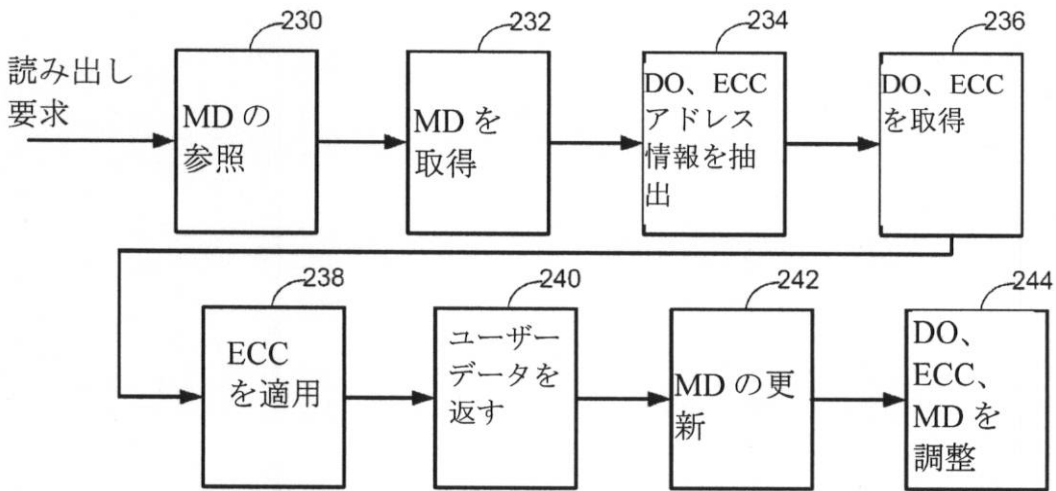 読み出し
要求
230
MDの
参照
232
MDを
取得
234
DO、ECC
アドレス
情報を抽
出
236
DO、ECC
を取得
238
ECC
を適用
240
ユーザー
データを
返す
242
MDの更
新
244
DO、
ECC、
MDを
調整